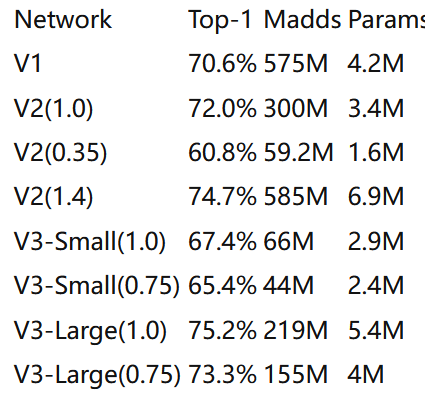 Network Top-1 Madds Params
V1 70.6% 575M 4.2M
V2(1.0) 72.0% 300M 3.4M
V2(0.35) 60.8% 59.2M 1.6M
V2(1.4) 74.7% 585M 6.9M
V3-Small(1.0) 67.4% 66M 2.9M
V3-Small(0.75) 65.4% 44M 2.4M
V3-Large(1.0) 75.2% 219M 5.4M
V3-Large(0.75) 73.3% 155M 4M